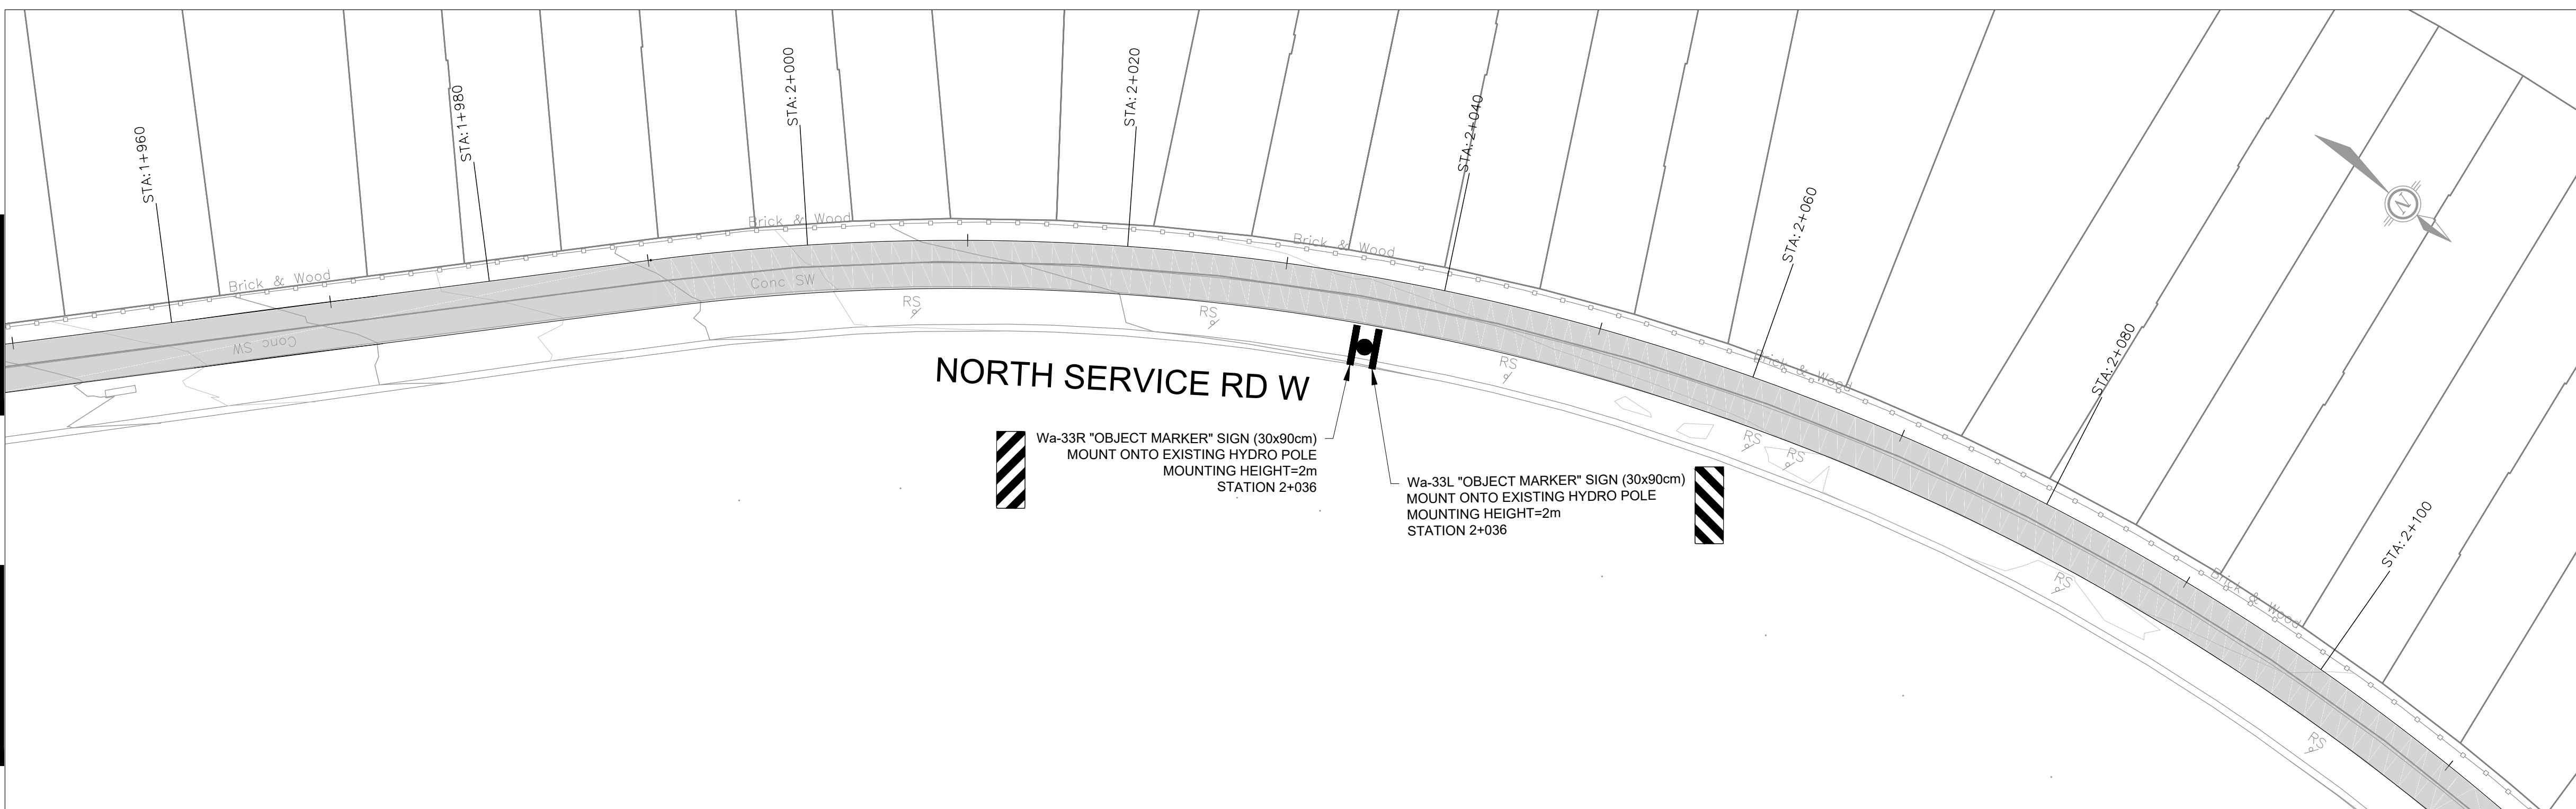 STA: 1+960
STA: 1+980
STA: 2+000
STA: 2+020
STA: 2+040
STA: 2+060
STA: 2+080
STA: 2+100
Brick & Wood
Brick & Wood
Brick & Wood
Brick & Wood
Brick & Wood
Conc SW
Conc SW
RS
RS
RS
RS
RS
RS
RS
N
NORTH SERVICE RD W
Wa-33R "OBJECT MARKER" SIGN (30x90cm)
MOUNT ONTO EXISTING HYDRO POLE
MOUNTING HEIGHT=2m
STATION 2+036
Wa-33L "OBJECT MARKER" SIGN (30x90cm)
MOUNT ONTO EXISTING HYDRO POLE
MOUNTING HEIGHT=2m
STATION 2+036